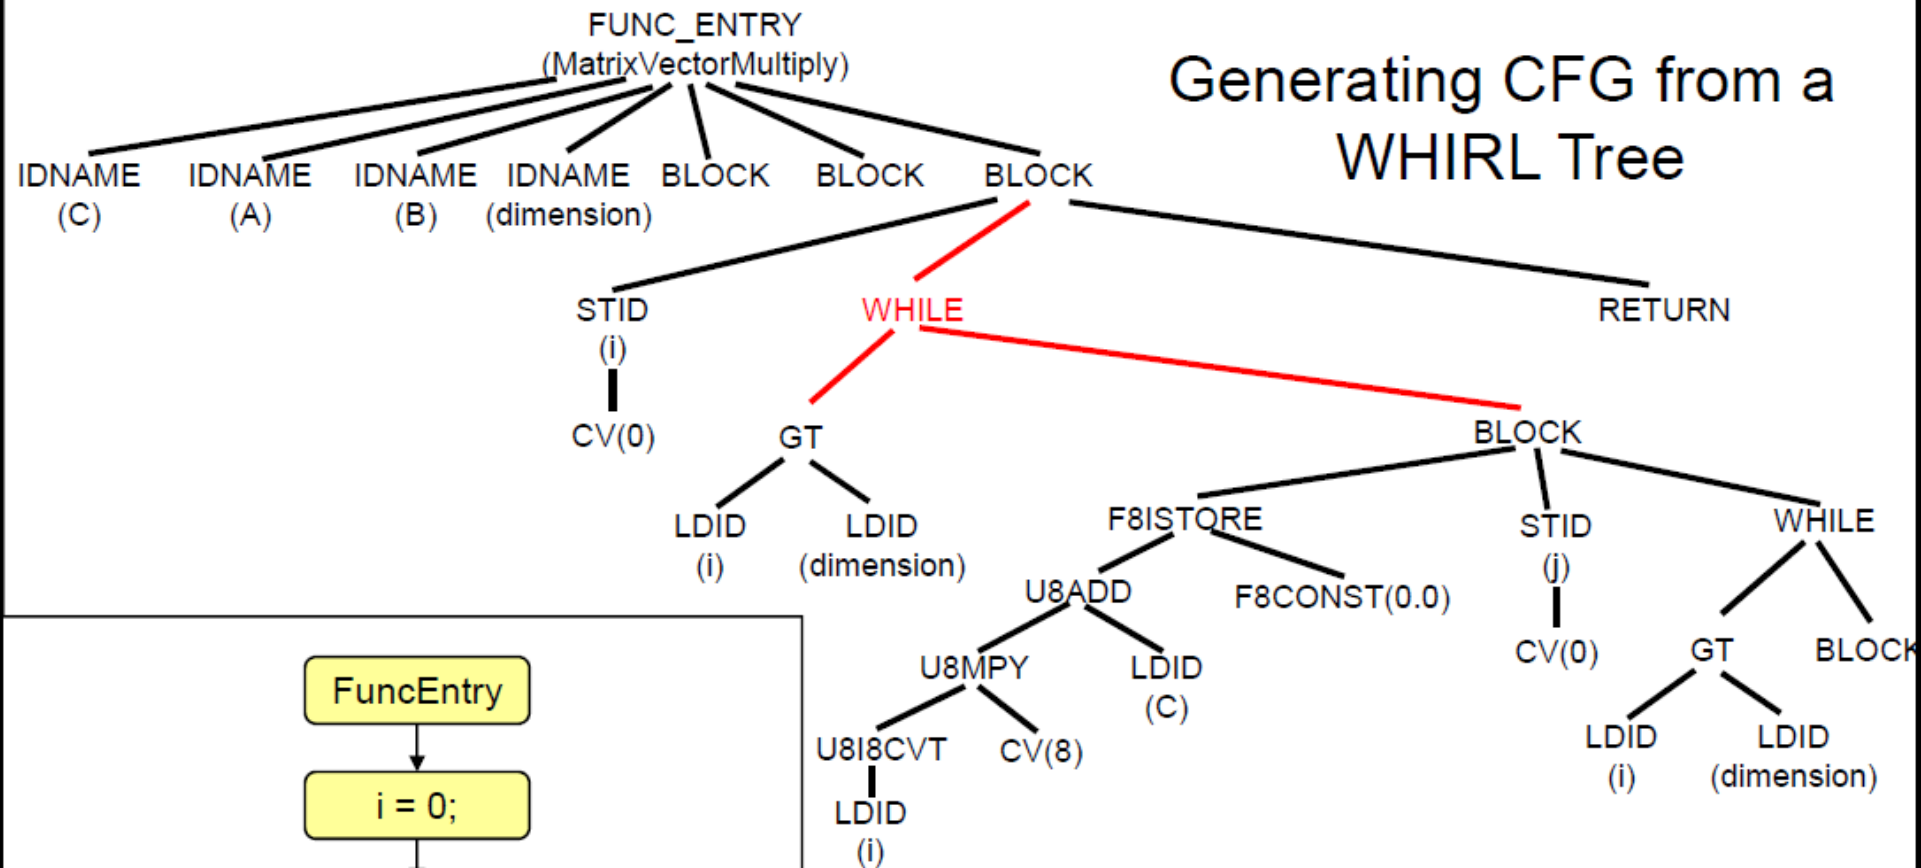 FUNC_ENTRY
(MatrixVectorMultiply)
Generating CFG from a
WHIRL Tree
IDNAME IDNAME IDNAME IDNAME BLOCK BLOCK BLOCK
(C) (A) (B) (dimension)
STID WHILE RETURN
(i)
CV(0) GT BLOCK
LDID LDID F8ISTORE STID WHILE
(i) (dimension) (j)
U8ADD F8CONST(0.0)
CV(0) GT BLOCK
U8MPY LDID
(C)
FuncEntry
U8I8CVT CV(8) LDID LDID
(i) (dimension)
i = 0;
LDID
(i)